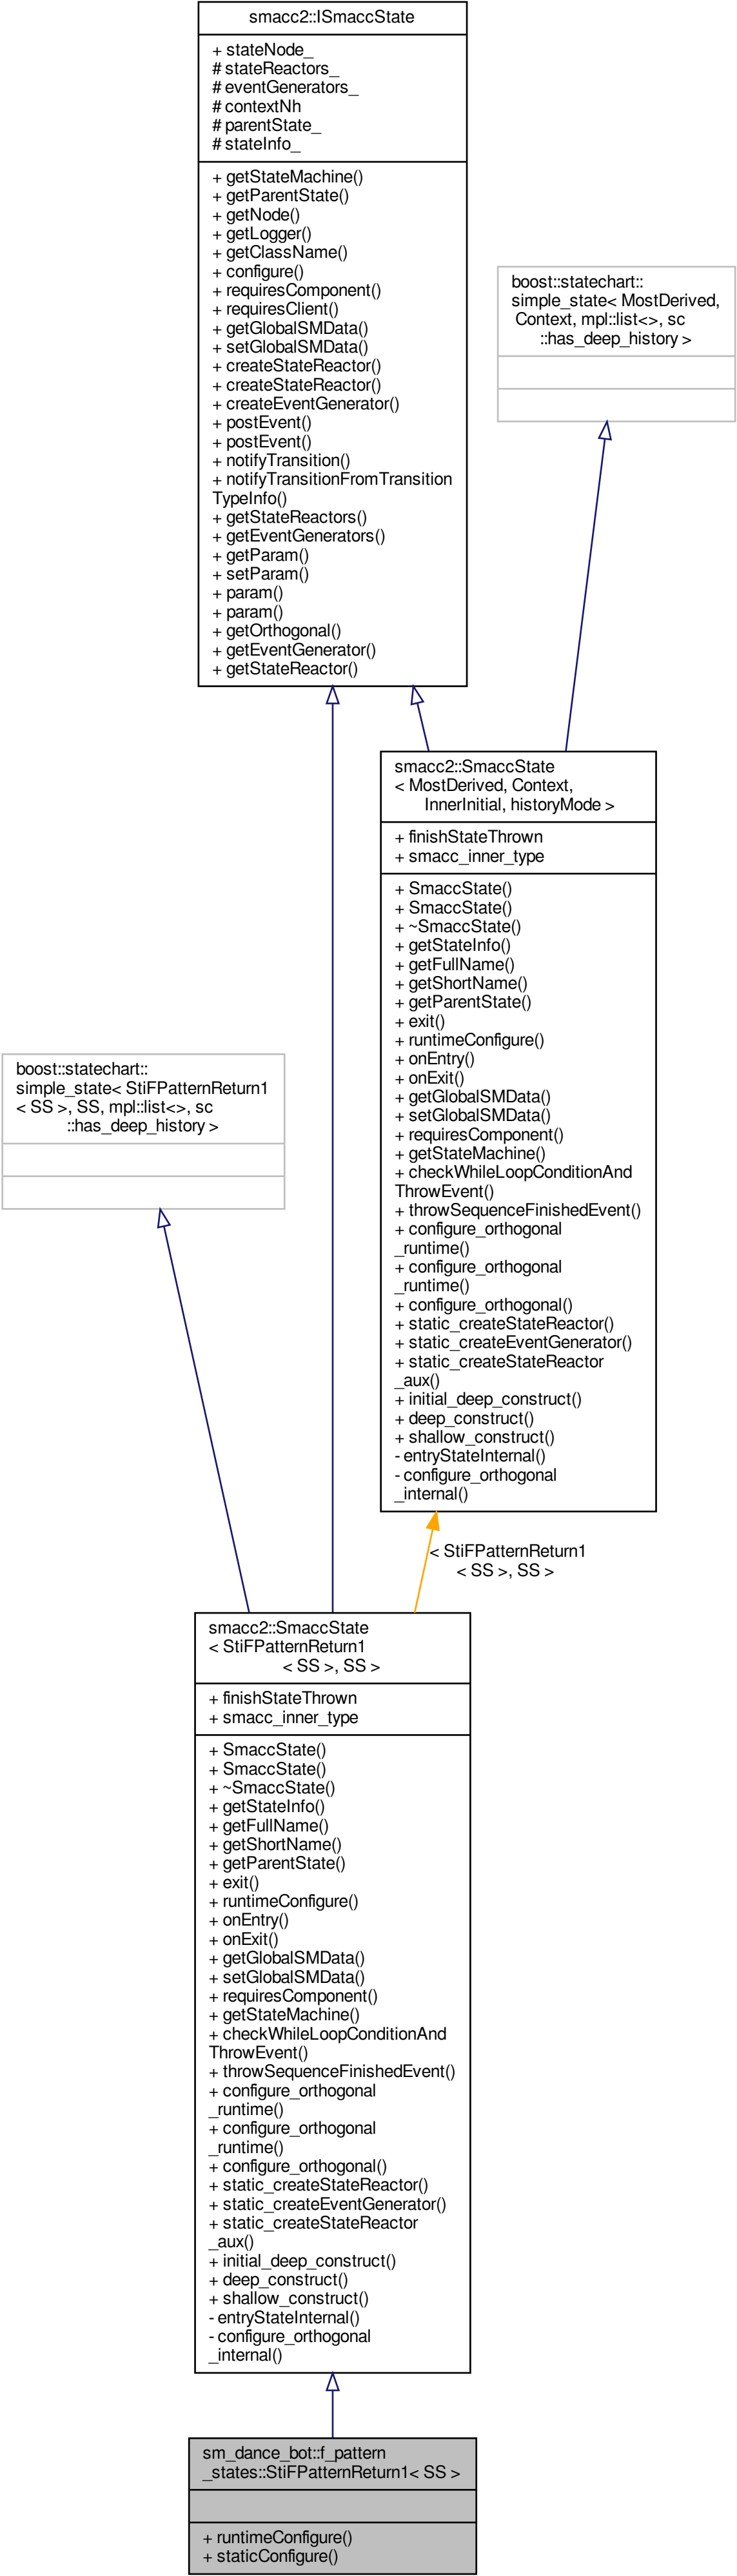 smacc2::ISmaccState
+ stateNode_
# stateReactors_
# eventGenerators_
# contextNh
# parentState_
# stateInfo_
+ getStateMachine()
+ getParentState()
+ getNode()
+ getLogger()
+ getClassName()
+ configure()
+ requiresComponent()
+ requiresClient()
+ getGlobalSMData()
+ setGlobalSMData()
+ createStateReactor()
+ createStateReactor()
+ createEventGenerator()
+ postEvent()
+ postEvent()
+ notifyTransition()
+ notifyTransitionFromTransition
TypeInfo()
+ getStateReactors()
+ getEventGenerators()
+ getParam()
+ setParam()
+ param()
+ param()
+ getOrthogonal()
+ getEventGenerator()
+ getStateReactor()
boost::statechart::
simple_state< MostDerived,
Context, mpl::list<>, sc
::has_deep_history >
smacc2::SmaccState
< MostDerived, Context,
InnerInitial, historyMode >
+ finishStateThrown
+ smacc_inner_type
+ SmaccState()
+ SmaccState()
+ ~SmaccState()
+ getStateInfo()
+ getFullName()
+ getShortName()
+ getParentState()
+ exit()
+ runtimeConfigure()
+ onEntry()
+ onExit()
+ getGlobalSMData()
+ setGlobalSMData()
+ requiresComponent()
+ getStateMachine()
+ checkWhileLoopConditionAnd
ThrowEvent()
+ throwSequenceFinishedEvent()
+ configure_orthogonal
_runtime()
+ configure_orthogonal
_runtime()
+ configure_orthogonal()
+ static_createStateReactor()
+ static_createEventGenerator()
+ static_createStateReactor
_aux()
+ initial_deep_construct()
+ deep_construct()
+ shallow_construct()
- entryStateInternal()
- configure_orthogonal
_internal()
boost::statechart::
simple_state< StiFPatternReturn1
< SS >, SS, mpl::list<>, sc
::has_deep_history >
< StiFPatternReturn1
< SS >, SS >
smacc2::SmaccState
< StiFPatternReturn1
< SS >, SS >
+ finishStateThrown
+ smacc_inner_type
+ SmaccState()
+ SmaccState()
+ ~SmaccState()
+ getStateInfo()
+ getFullName()
+ getShortName()
+ getParentState()
+ exit()
+ runtimeConfigure()
+ onEntry()
+ onExit()
+ getGlobalSMData()
+ setGlobalSMData()
+ requiresComponent()
+ getStateMachine()
+ checkWhileLoopConditionAnd
ThrowEvent()
+ throwSequenceFinishedEvent()
+ configure_orthogonal
_runtime()
+ configure_orthogonal
_runtime()
+ configure_orthogonal()
+ static_createStateReactor()
+ static_createEventGenerator()
+ static_createStateReactor
_aux()
+ initial_deep_construct()
+ deep_construct()
+ shallow_construct()
- entryStateInternal()
- configure_orthogonal
_internal()
sm_dance_bot::f_pattern
_states::StiFPatternReturn1< SS >
+ runtimeConfigure()
+ staticConfigure()